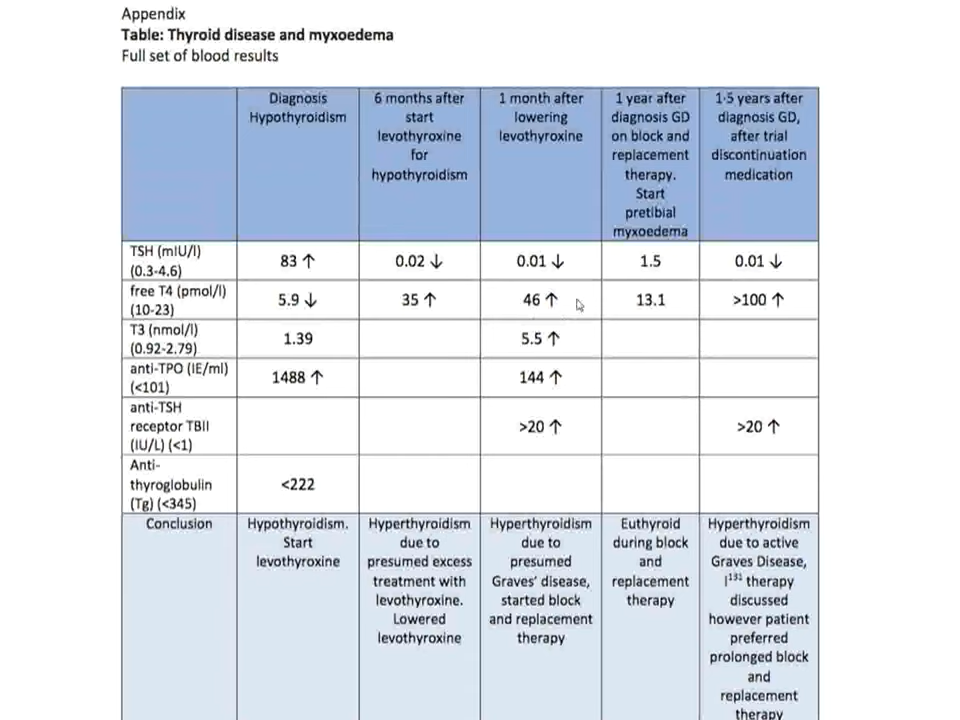 Appendix
Table: Thyroid disease and myxoedema
Full set of blood results
Diagnosis
Hypothyroidism
6 months after
start
levothyroxine
for
hypothyroidism
1 month after
lowering
levothyroxine
1 year after
diagnosis GD
on block and
replacement
therapy.
Start
pretibial
myxoedema
1·5 years after
diagnosis GD,
after trial
discontinuation
medication
TSH (mIU/l)
(0.3-4.6)
83 ↑
0.02 ↓
0.01 ↓
1.5
0.01 ↓
free T4 (pmol/l)
(10-23)
5.9 ↓
35 ↑
46 ↑
13.1
>100 ↑
T3 (nmol/l)
(0.92-2.79)
1.39
5.5 ↑
anti-TPO (IE/ml)
(<101)
1488 ↑
144 ↑
anti-TSH
receptor TBII
(IU/L) (<1)
>20 ↑
>20 ↑
Anti-
thyroglobulin
(Tg) (<345)
<222
Conclusion
Hypothyroidism.
Start
levothyroxine
Hyperthyroidism
due to
presumed excess
treatment with
levothyroxine.
Lowered
levothyroxine
Hyperthyroidism
due to
presumed
Graves' disease,
started block
and replacement
therapy
Euthyroid
during block
and
replacement
therapy
Hyperthyroidism
due to active
Graves Disease,
I¹³¹ therapy
discussed
however patient
preferred
prolonged block
and
replacement
therapy